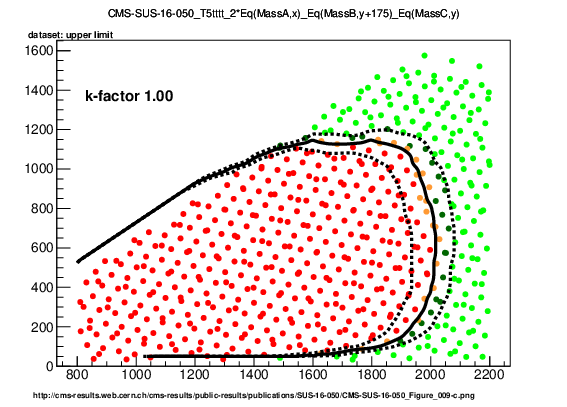 CMS-SUS-16-050_T5tttt_2*Eq(MassA,x)_Eq(MassB,y+175)_Eq(MassC,y)
dataset: upper limit
1600
k-factor 1.00
1400
1200
1000
800
600
400
200
0
800 1000 1200 1400 1600 1800 2000 2200
http://cms-results.web.cern.ch/cms-results/public-results/publications/SUS-16-050/CMS-SUS-16-050_Figure_009-c.png